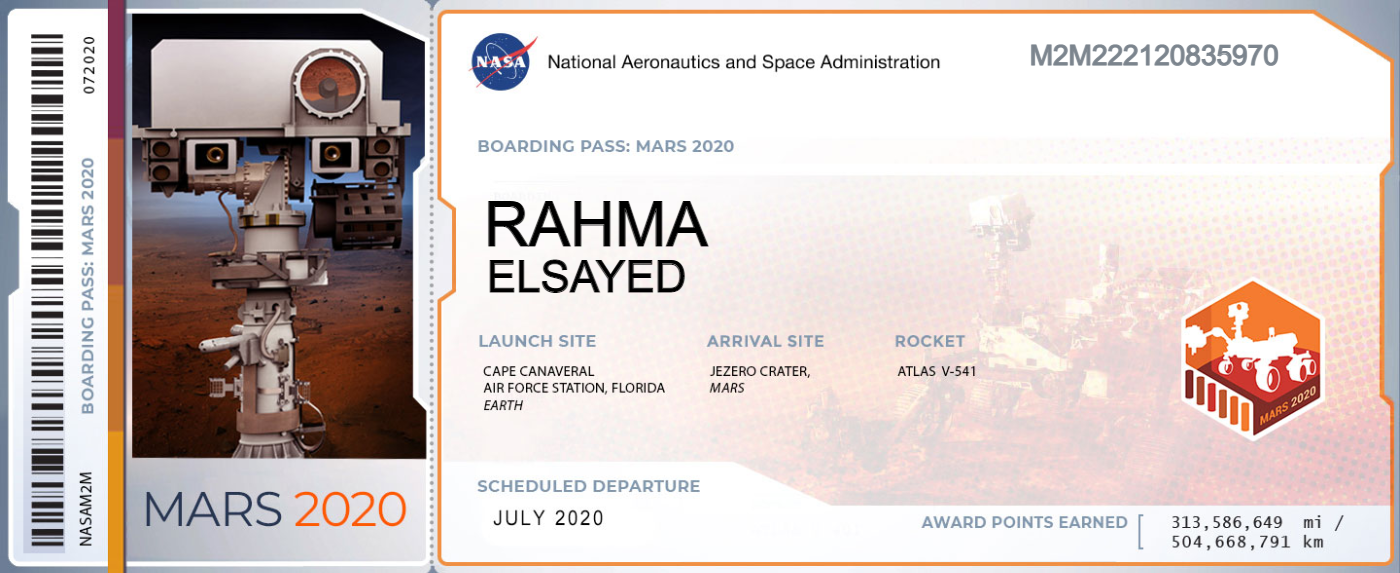 072020
BOARDING PASS: MARS 2020
NASAM2M
MARS 2020
NASA
National Aeronautics and Space Administration
M2M222120835970
BOARDING PASS: MARS 2020
RAHMA
ELSAYED
LAUNCH SITE
CAPE CANAVERAL
AIR FORCE STATION, FLORIDA
EARTH
ARRIVAL SITE
JEZERO CRATER,
MARS
ROCKET
ATLAS V-541
MARS 2020
SCHEDULED DEPARTURE
JULY 2020
AWARD POINTS EARNED
313,586,649 mi /
504,668,791 km